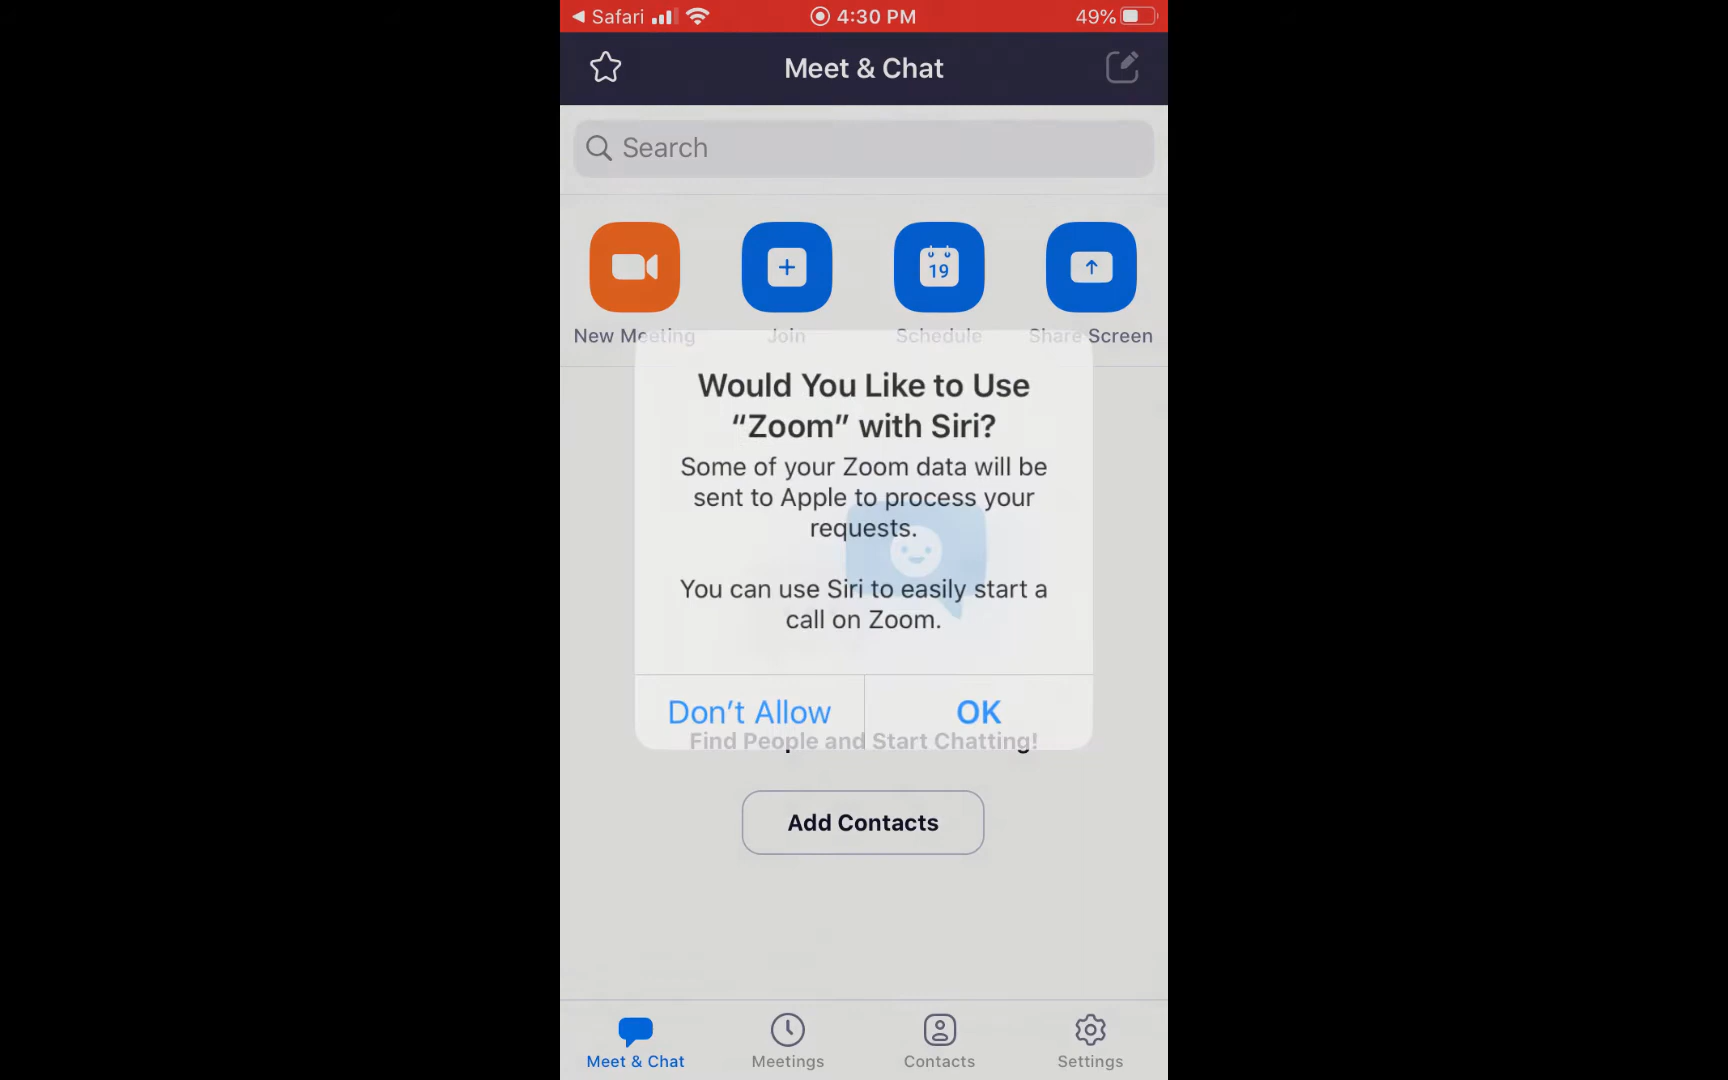 Safari 4:30 PM 49%
Meet & Chat
Search
19
New Meeting Join Schedule Share Screen
Would You Like to Use
“Zoom” with Siri?
Some of your Zoom data will be
sent to Apple to process your
requests.
You can use Siri to easily start a
call on Zoom.
Don’t Allow OK
Find People and Start Chatting!
Add Contacts
Meet & Chat Meetings Contacts Settings